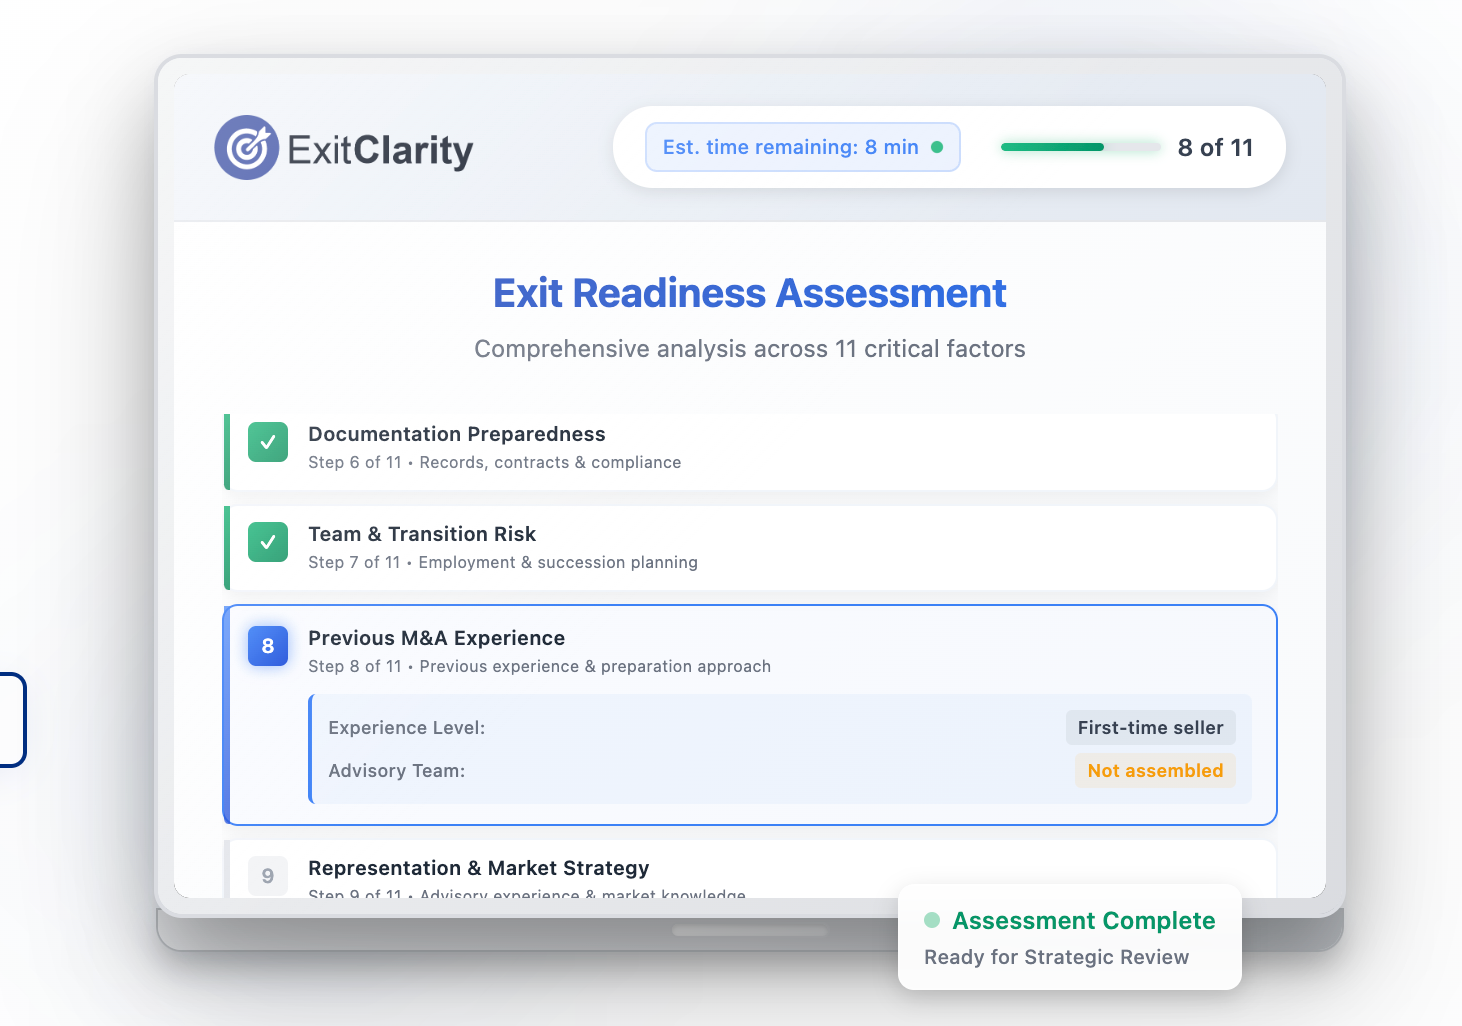 ExitClarity
Est. time remaining: 8 min
8 of 11
Exit Readiness Assessment
Comprehensive analysis across 11 critical factors
Documentation Preparedness
Step 6 of 11 • Records, contracts & compliance
Team & Transition Risk
Step 7 of 11 • Employment & succession planning
8
Previous M&A Experience
Step 8 of 11 • Previous experience & preparation approach
Experience Level:
First-time seller
Advisory Team:
Not assembled
9
Representation & Market Strategy
Step 9 of 11 • Advisory experience & market knowledge
Assessment Complete
Ready for Strategic Review